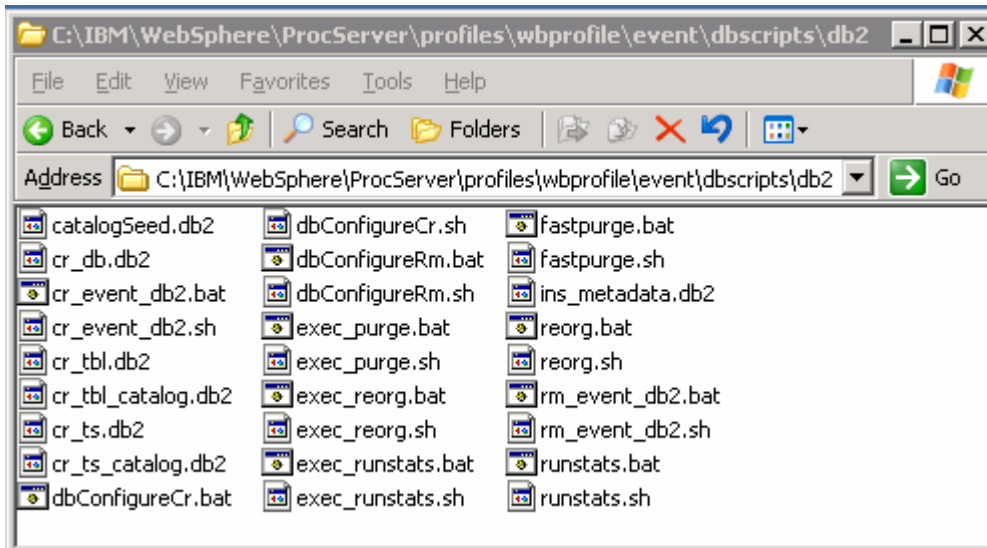 C:\IBM\WebSphere\ProcServer\profiles\wbprofile\event\dbscripts\db2
File Edit View Favorites Tools Help
Back Search Folders
Address C:\IBM\WebSphere\ProcServer\profiles\wbprofile\event\dbscripts\db2 Go
catalogSeed.db2 dbConfigureCr.sh fastpurge.bat
cr_db.db2 dbConfigureRm.bat fastpurge.sh
cr_event_db2.bat dbConfigureRm.sh ins_metadata.db2
cr_event_db2.sh exec_purge.bat reorg.bat
cr_tbl.db2 exec_purge.sh reorg.sh
cr_tbl_catalog.db2 exec_reorg.bat rm_event_db2.bat
cr_ts.db2 exec_reorg.sh rm_event_db2.sh
cr_ts_catalog.db2 exec_runstats.bat runstats.bat
dbConfigureCr.bat exec_runstats.sh runstats.sh